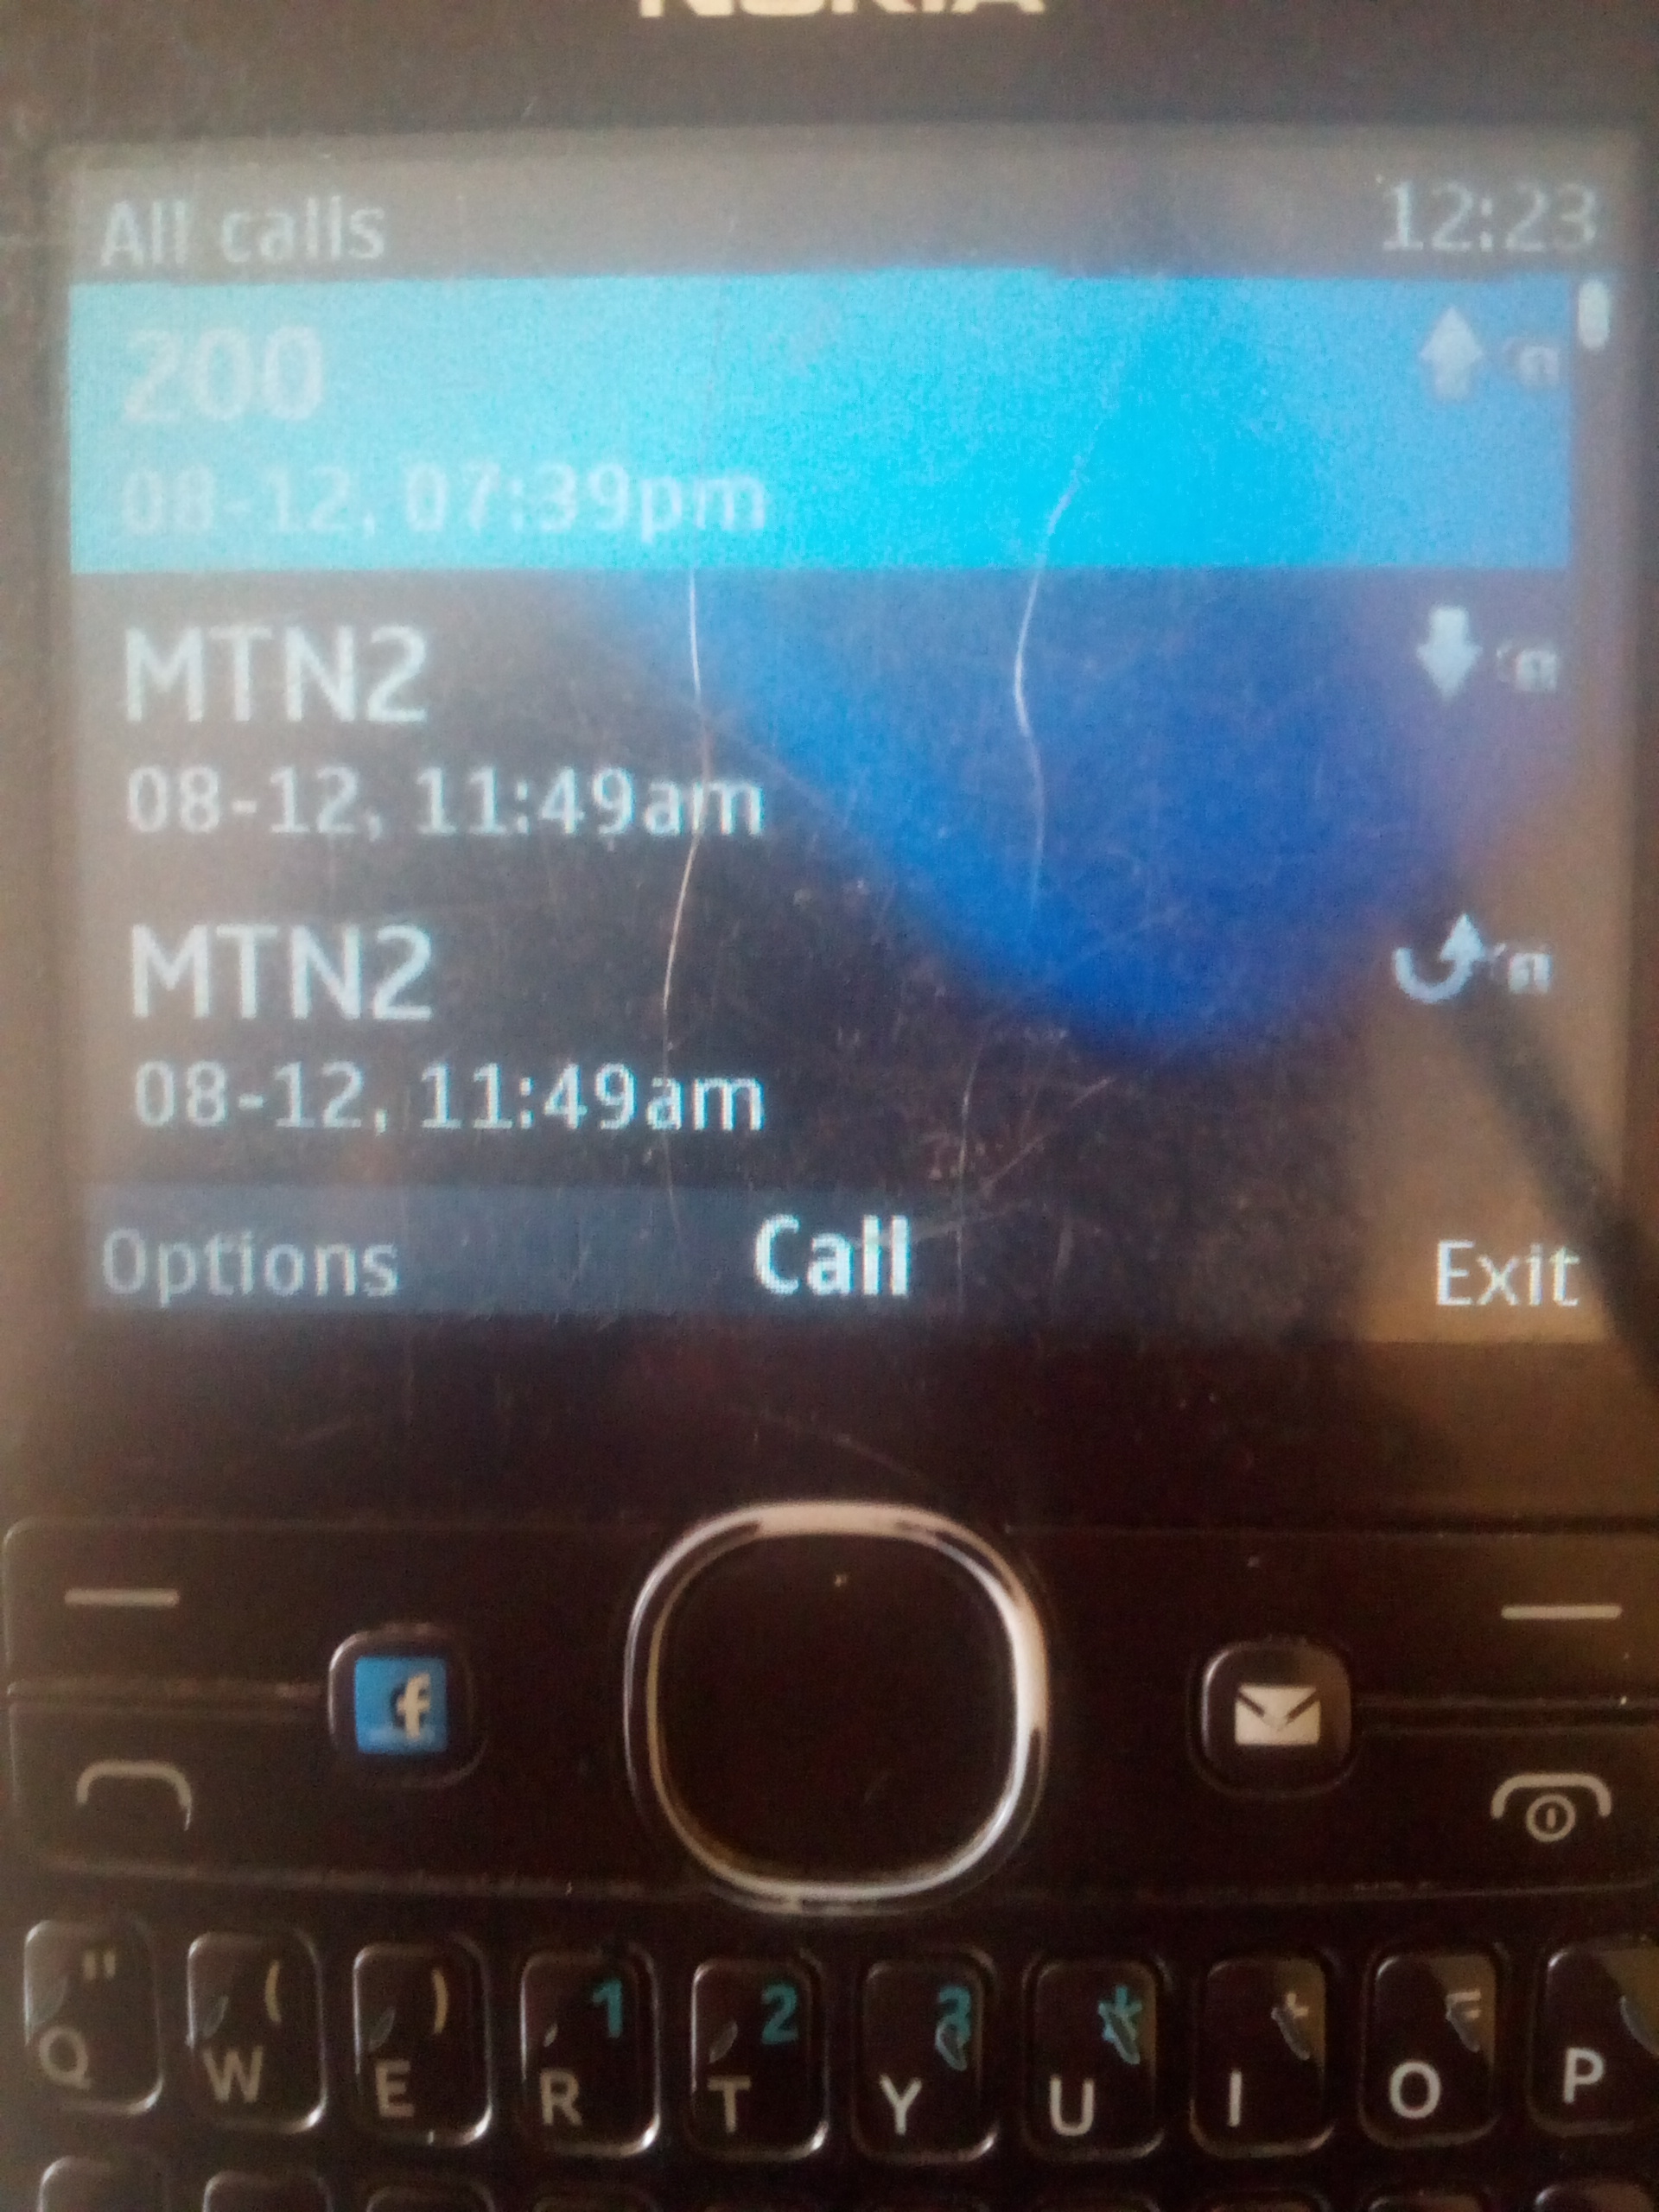 NOKIA
All calls 12:23
200
08-12, 07:39pm
MTN2
08-12, 11:49am
MTN2
08-12, 11:49am
Options Call Exit
f
" ( ) 1 2 3 * + =
Q W E R T Y U I O P